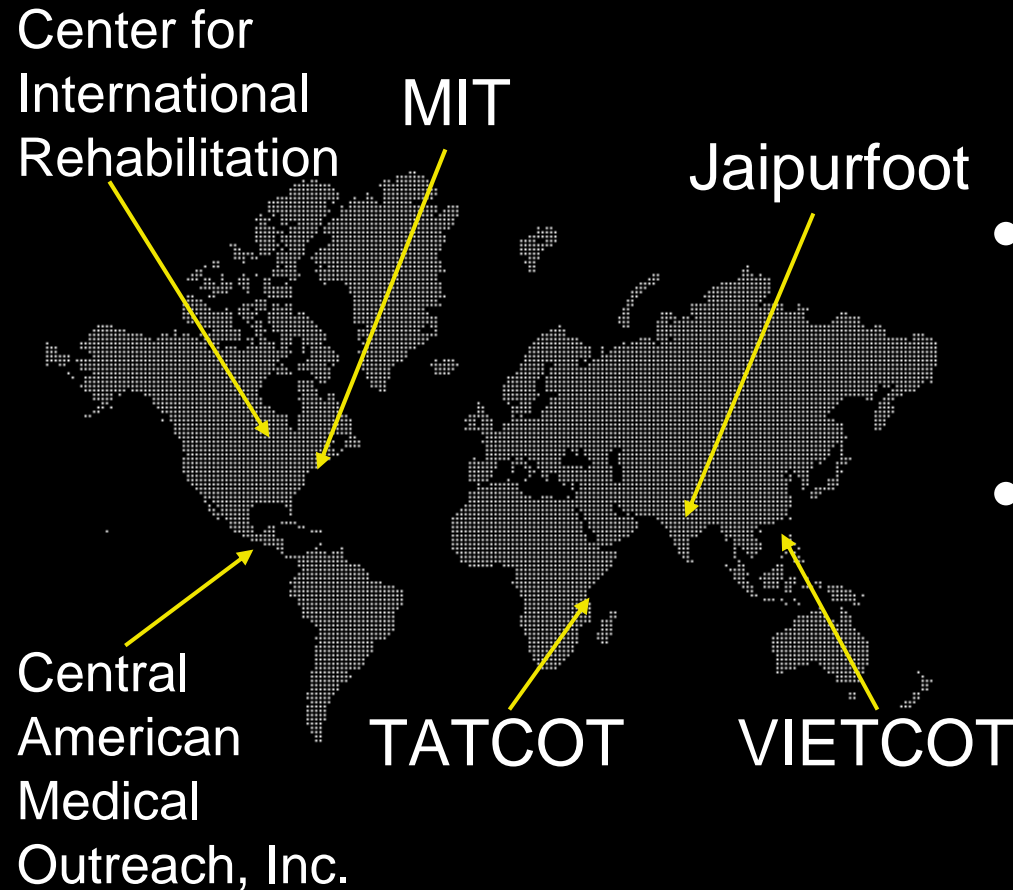 Center for
International
Rehabilitation
MIT
Jaipurfoot
•
•
Central
American
Medical
Outreach, Inc.
TATCOT
VIETCOT